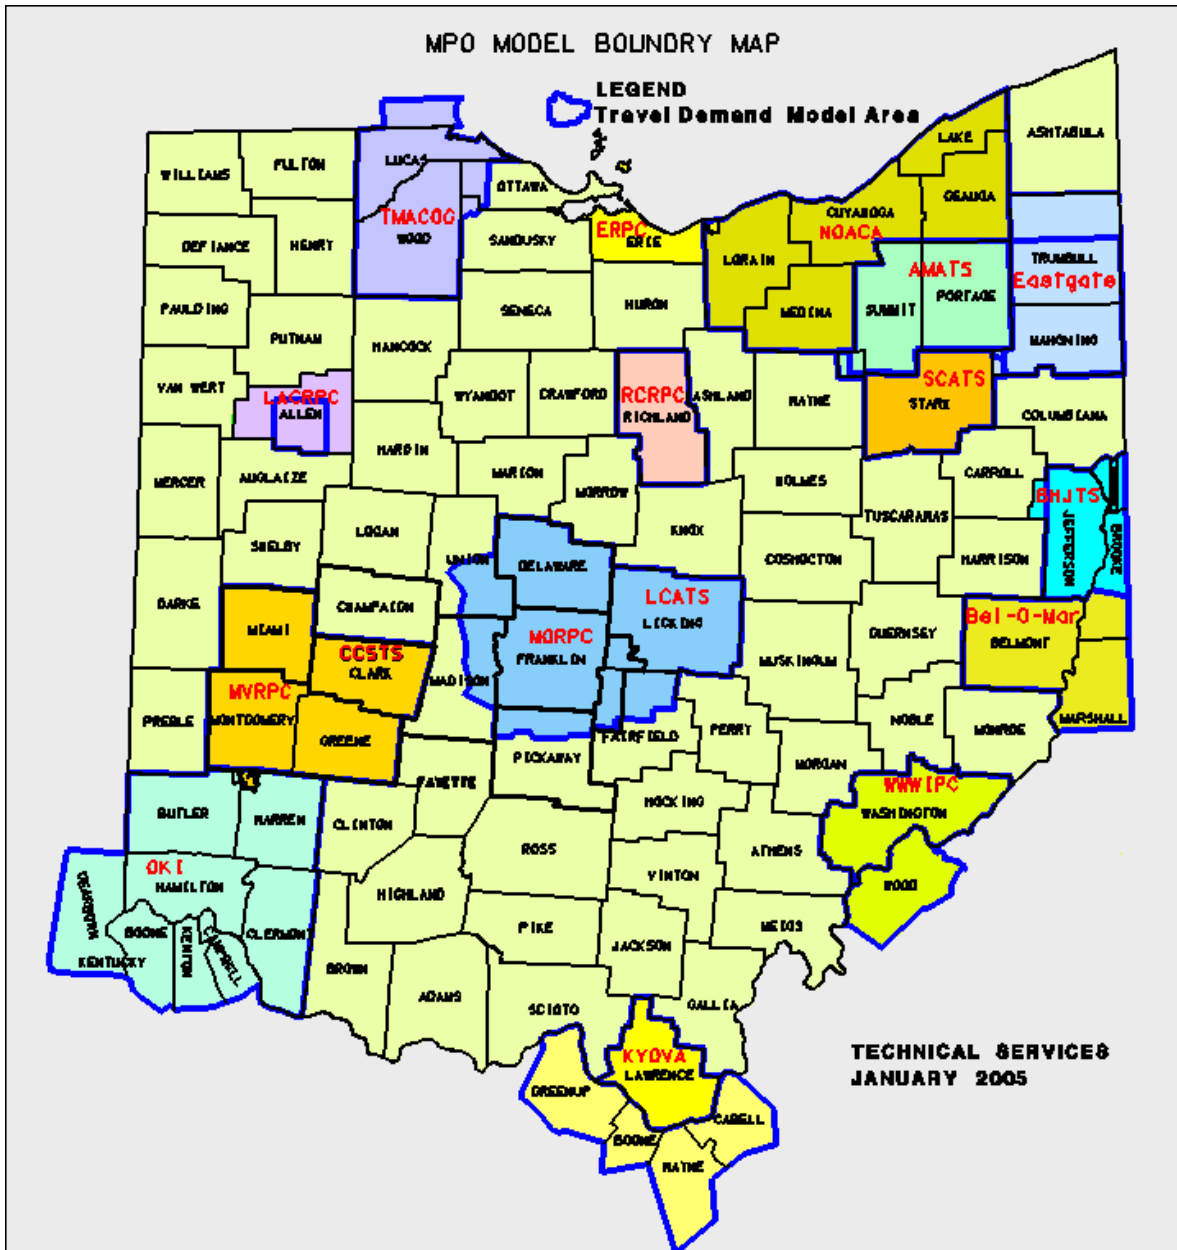 MPO MODEL BOUNDRY MAP
LEGEND
Travel Demand Model Area
LAKE
ASHTABULA
WILLIAMS
FULTON
LUCAS
OTTAWA
GEAUGA
CUYAHOGA
NOACA
TMACOG
WOOD
ERPC
ERIE
DEFIANCE
HENRY
SANDUSKY
LORAIN
AMATS
TRUMBULL
Eastgate
PAULDING
SENECA
HURON
MEDINA
SUMMIT
PORTAGE
PUTNAM
HANCOCK
MAHONING
VAN WERT
LACRPC
ALLEN
WYANDOT
CRAWFORD
RCRPC
RICHLAND
ASHLAND
WAYNE
SCATS
STARK
COLUMBIANA
HARDIN
MERCER
AUGLAIZE
MARION
MORROW
HOLMES
CARROLL
BHJTS
JEFFERSON
BROOKE
LOGAN
KNOX
TUSCARAWAS
SHELBY
UNION
DELAWARE
COSHOCTON
HARRISON
DARKE
CHAMPAIGN
LCATS
LICKING
MIAMI
MORPC
FRANKLIN
GUERNSEY
Bel-O-Mar
BELMONT
CCSTS
CLARK
MUSKINGUM
MADISON
MVRPC
MONTGOMERY
PREBLE
GREENE
FAIRFIELD
PERRY
NOBLE
MONROE
MARSHALL
PICKAWAY
MORGAN
FAYETTE
WWWIPC
WASHINGTON
BUTLER
WARREN
CLINTON
HOCKING
ROSS
ATHENS
OKI
HAMILTON
HIGHLAND
VINTON
WOOD
DEARBORN
BOONE
KENTON
CAMPBELL
CLERMON
KENTUCKY
PIKE
JACKSON
MEIGS
BROWN
ADAMS
SCIOTO
GALLIA
KYOVA
LAWRENCE
TECHNICAL SERVICES
JANUARY 2005
GREENUP
CABELL
BOONE
WAYNE